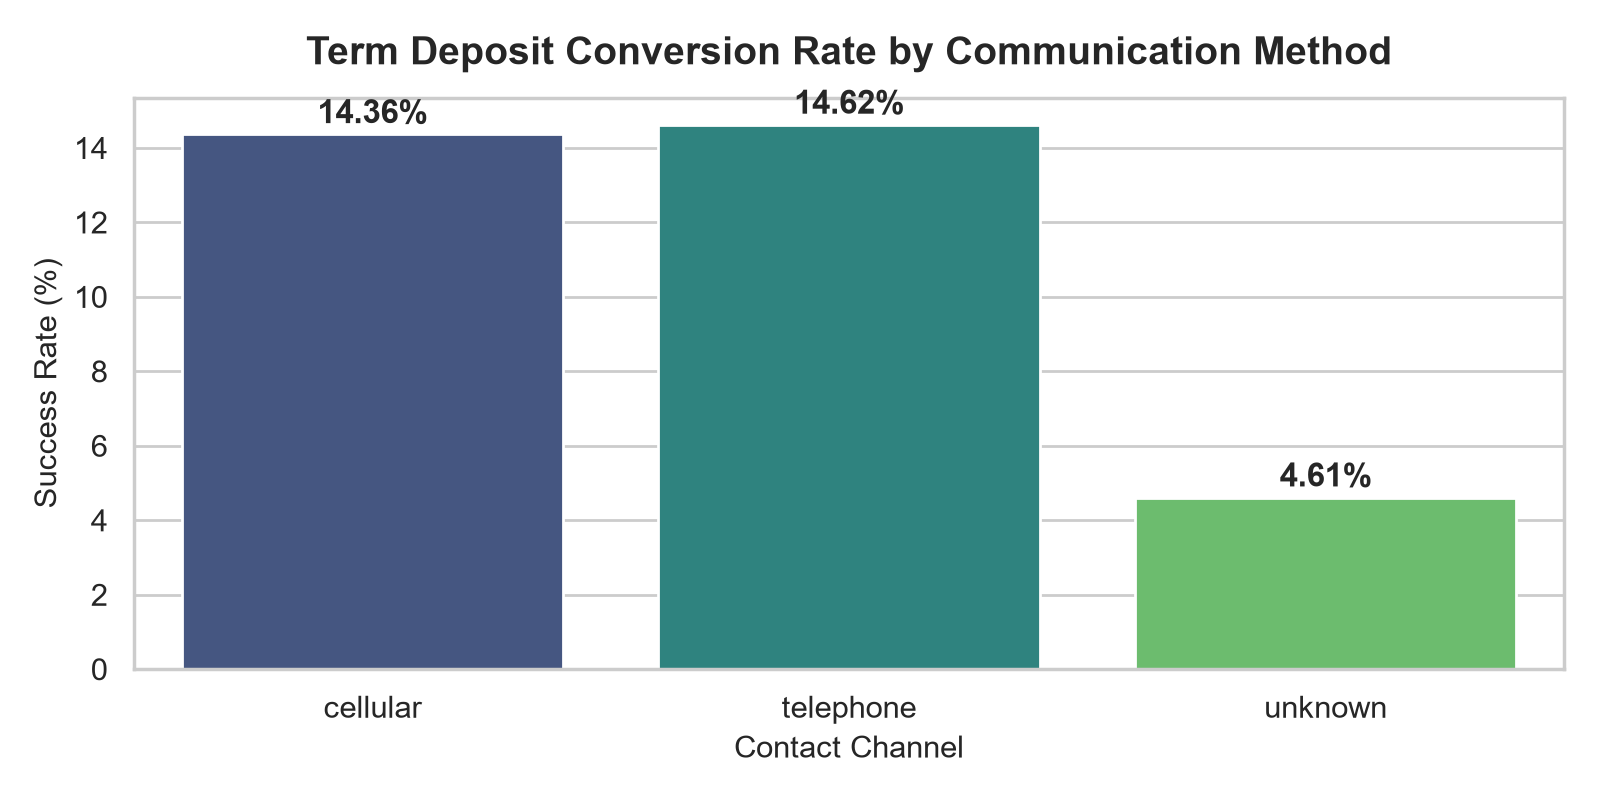 Term Deposit Conversion Rate by Communication Method
14.36%
14.62%
4.61%
14
12
10
8
6
4
2
0
Success Rate (%)
cellular
telephone
unknown
Contact Channel